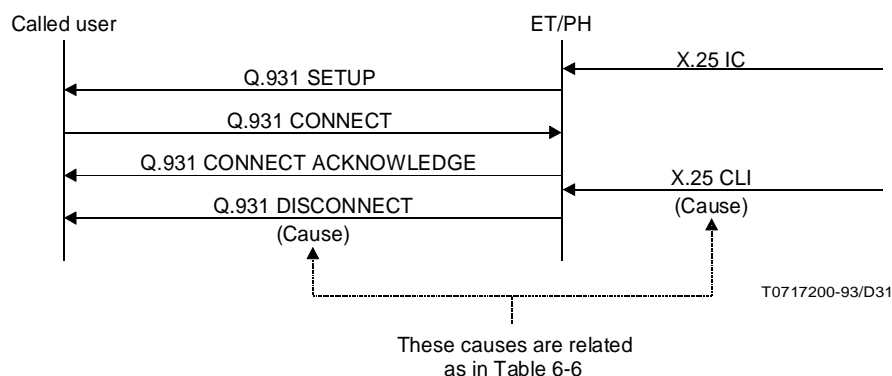 Called user
ET/PH
X.25 IC
Q.931 SETUP
Q.931 CONNECT
Q.931 CONNECT ACKNOWLEDGE
X.25 CLI
(Cause)
Q.931 DISCONNECT
(Cause)
T0717200-93/D31
These causes are related
as in Table 6-6